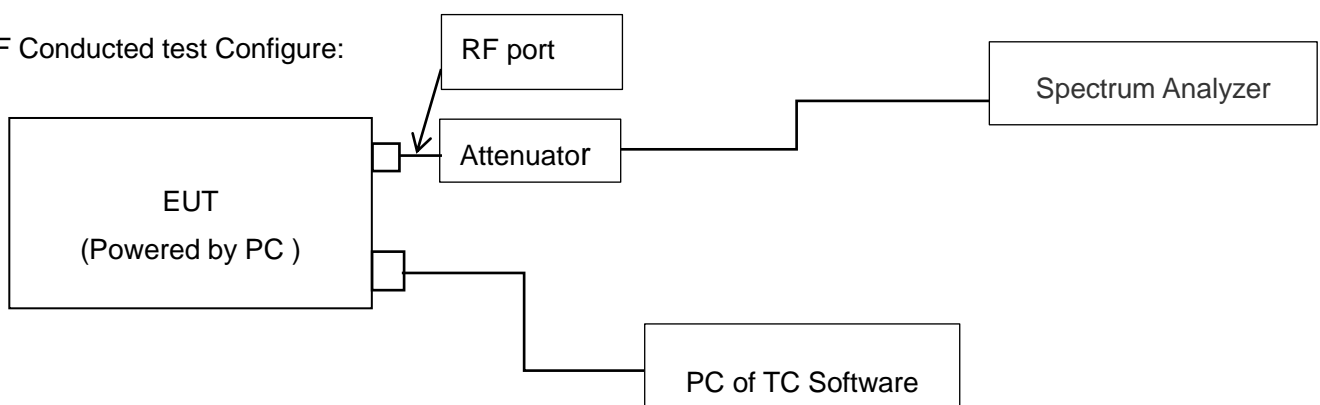 F Conducted test Configure:
RF port
Spectrum Analyzer
Attenuator
EUT
(Powered by PC )
PC of TC Software